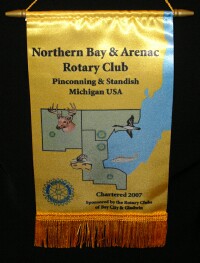 Northern Bay & Arenac
Rotary Club
Pinconning & Standish
Michigan USA
Chartered 2007
Sponsored by the Rotary Clubs
of Bay City & Gladwin